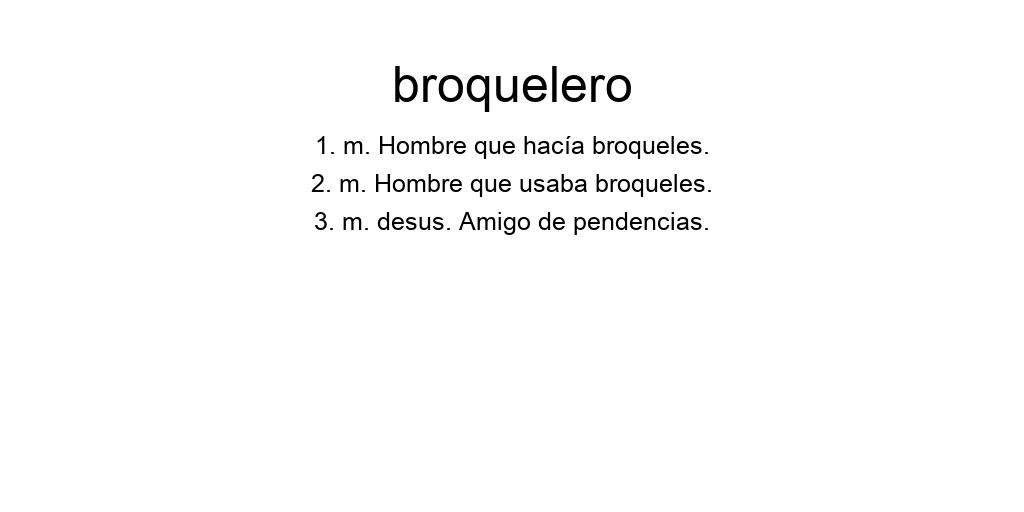 broquelero
1. m. Hombre que hacía broqueles.
2. m. Hombre que usaba broqueles.
3. m. desus. Amigo de pendencias.